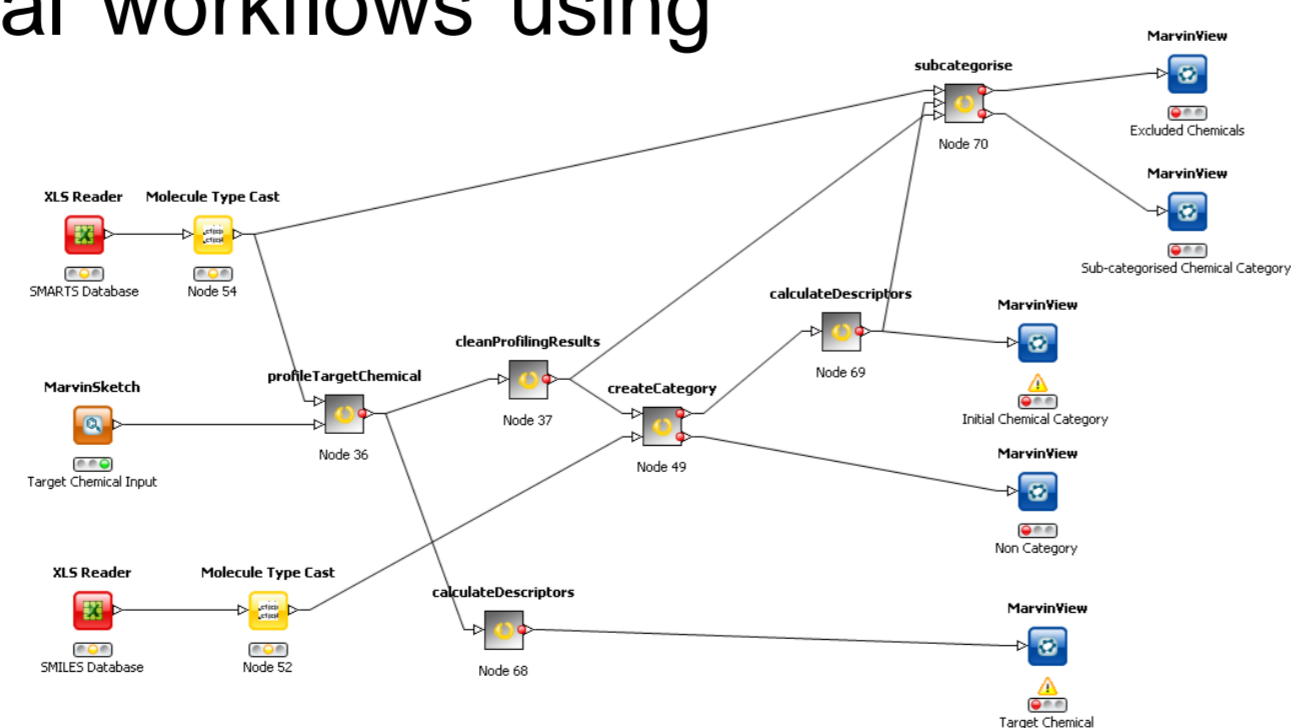 al workflows using
MarvinView
subcategorise
Excluded Chemicals
Node 70
MarvinView
XLS Reader
Molecule Type Cast
Sub-categorised Chemical Category
SMARTS Database
Node 54
calculateDescriptors
MarvinView
cleanProfilingResults
Node 69
profileTargetChemical
MarvinSketch
createCategory
Initial Chemical Category
Node 37
MarvinView
Node 36
Node 49
Target Chemical Input
Non Category
XLS Reader
Molecule Type Cast
calculateDescriptors
MarvinView
SMILES Database
Node 52
Node 68
Target Chemical